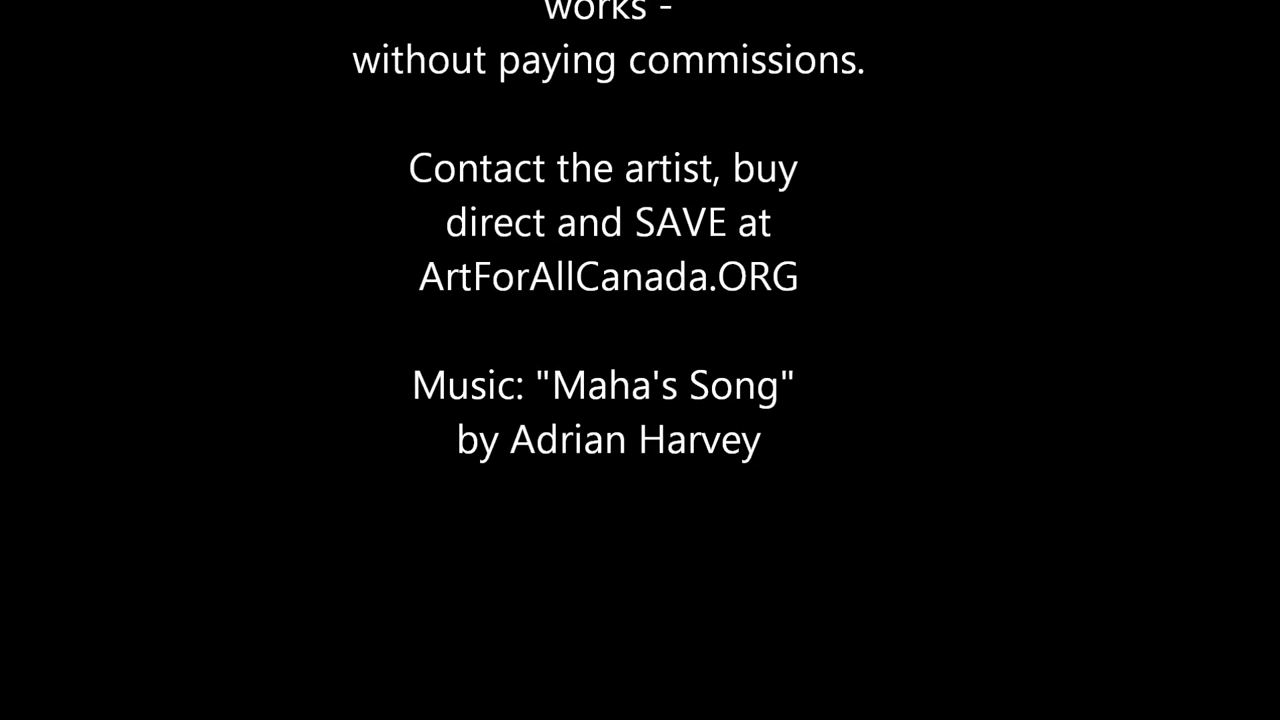 works -
without paying commissions.
Contact the artist, buy
direct and SAVE at
ArtForAllCanada.ORG
Music: "Maha's Song"
by Adrian Harvey